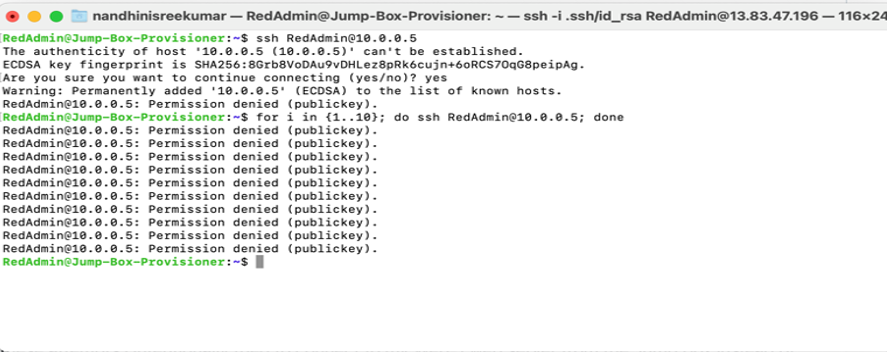 nandhinisreekumar — RedAdmin@Jump-Box-Provisioner: ~ — ssh -i .ssh/id_rsa RedAdmin@13.83.47.196 — 116×24
RedAdmin@Jump-Box-Provisioner:~$ ssh RedAdmin@10.0.0.5
The authenticity of host '10.0.0.5 (10.0.0.5)' can't be established.
ECDSA key fingerprint is SHA256:8Grb8VoDAu9vDHLez8pRk6cujn+6oRCS7OqG8peipAg.
Are you sure you want to continue connecting (yes/no)? yes
Warning: Permanently added '10.0.0.5' (ECDSA) to the list of known hosts.
RedAdmin@10.0.0.5: Permission denied (publickey).
RedAdmin@Jump-Box-Provisioner:~$ for i in {1..10}; do ssh RedAdmin@10.0.0.5; done
RedAdmin@10.0.0.5: Permission denied (publickey).
RedAdmin@10.0.0.5: Permission denied (publickey).
RedAdmin@10.0.0.5: Permission denied (publickey).
RedAdmin@10.0.0.5: Permission denied (publickey).
RedAdmin@10.0.0.5: Permission denied (publickey).
RedAdmin@10.0.0.5: Permission denied (publickey).
RedAdmin@10.0.0.5: Permission denied (publickey).
RedAdmin@10.0.0.5: Permission denied (publickey).
RedAdmin@10.0.0.5: Permission denied (publickey).
RedAdmin@10.0.0.5: Permission denied (publickey).
RedAdmin@Jump-Box-Provisioner:~$